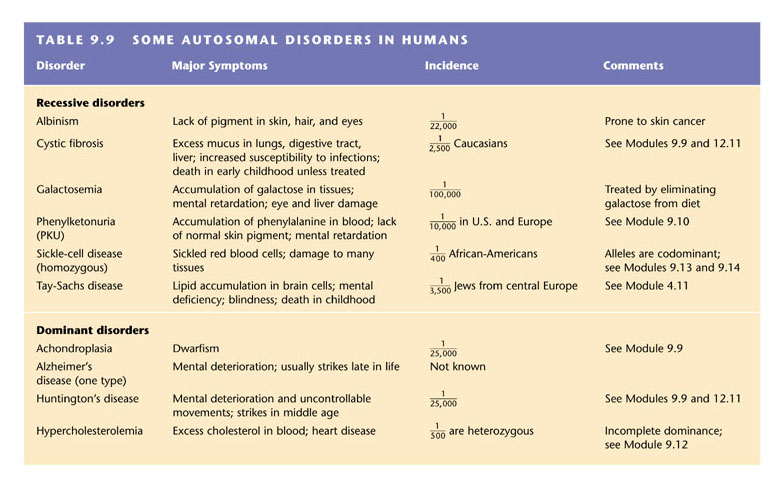 TABLE 9.9 SOME AUTOSOMAL DISORDERS IN HUMANS
Disorder Major Symptoms Incidence Comments
Recessive disorders
Albinism Lack of pigment in skin, hair, and eyes 1/22,000 Prone to skin cancer
Cystic fibrosis Excess mucus in lungs, digestive tract, 1/2,500 Caucasians See Modules 9.9 and 12.11
liver; increased susceptibility to infections;
death in early childhood unless treated
Galactosemia Accumulation of galactose in tissues; 1/100,000 Treated by eliminating
mental retardation; eye and liver damage galactose from diet
Phenylketonuria Accumulation of phenylalanine in blood; lack 1/10,000 in U.S. and Europe See Module 9.10
(PKU) of normal skin pigment; mental retardation
Sickle-cell disease Sickled red blood cells; damage to many 1/400 African-Americans Alleles are codominant;
(homozygous) tissues see Modules 9.13 and 9.14
Tay-Sachs disease Lipid accumulation in brain cells; mental 1/3,500 Jews from central Europe See Module 4.11
deficiency; blindness; death in childhood
Dominant disorders
Achondroplasia Dwarfism 1/25,000 See Module 9.9
Alzheimer's Mental deterioration; usually strikes late in life Not known
disease (one type)
Huntington's disease Mental deterioration and uncontrollable 1/25,000 See Modules 9.9 and 12.11
movements; strikes in middle age
Hypercholesterolemia Excess cholesterol in blood; heart disease 1/500 are heterozygous Incomplete dominance;
see Module 9.12